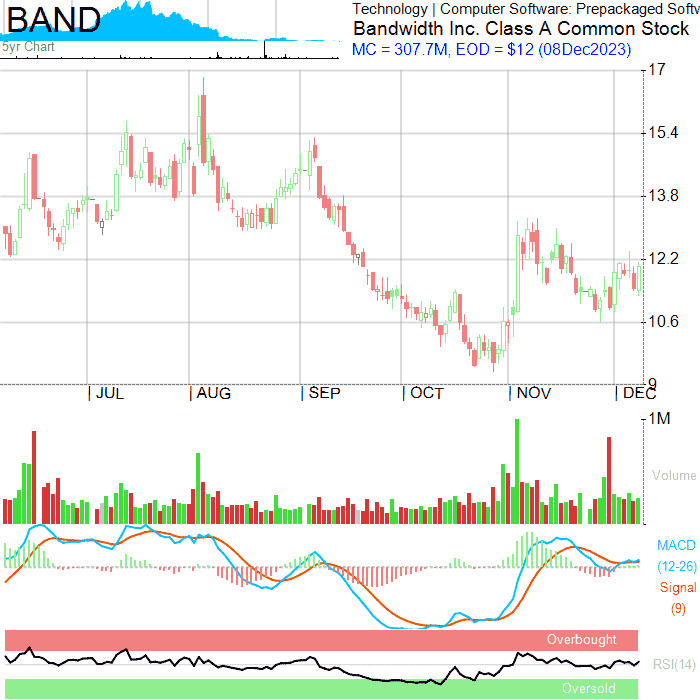 BAND
5yr Chart
Technology | Computer Software: Prepackaged Softw
Bandwidth Inc. Class A Common Stock
MC = 307.7M, EOD = $12 (08Dec2023)
17
15.4
13.8
12.2
10.6
9
| JUL | AUG | SEP | OCT | NOV | DEC
1M
Volume
MACD
(12-26)
Signal
(9)
Overbought
RSI(14)
Oversold